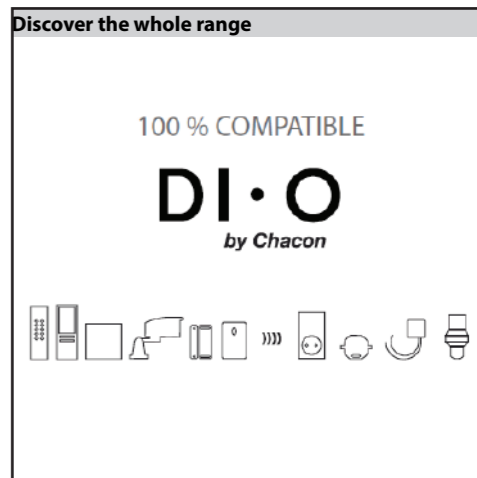 Discover the whole range
100 % COMPATIBLE
DI·O
by Chacon